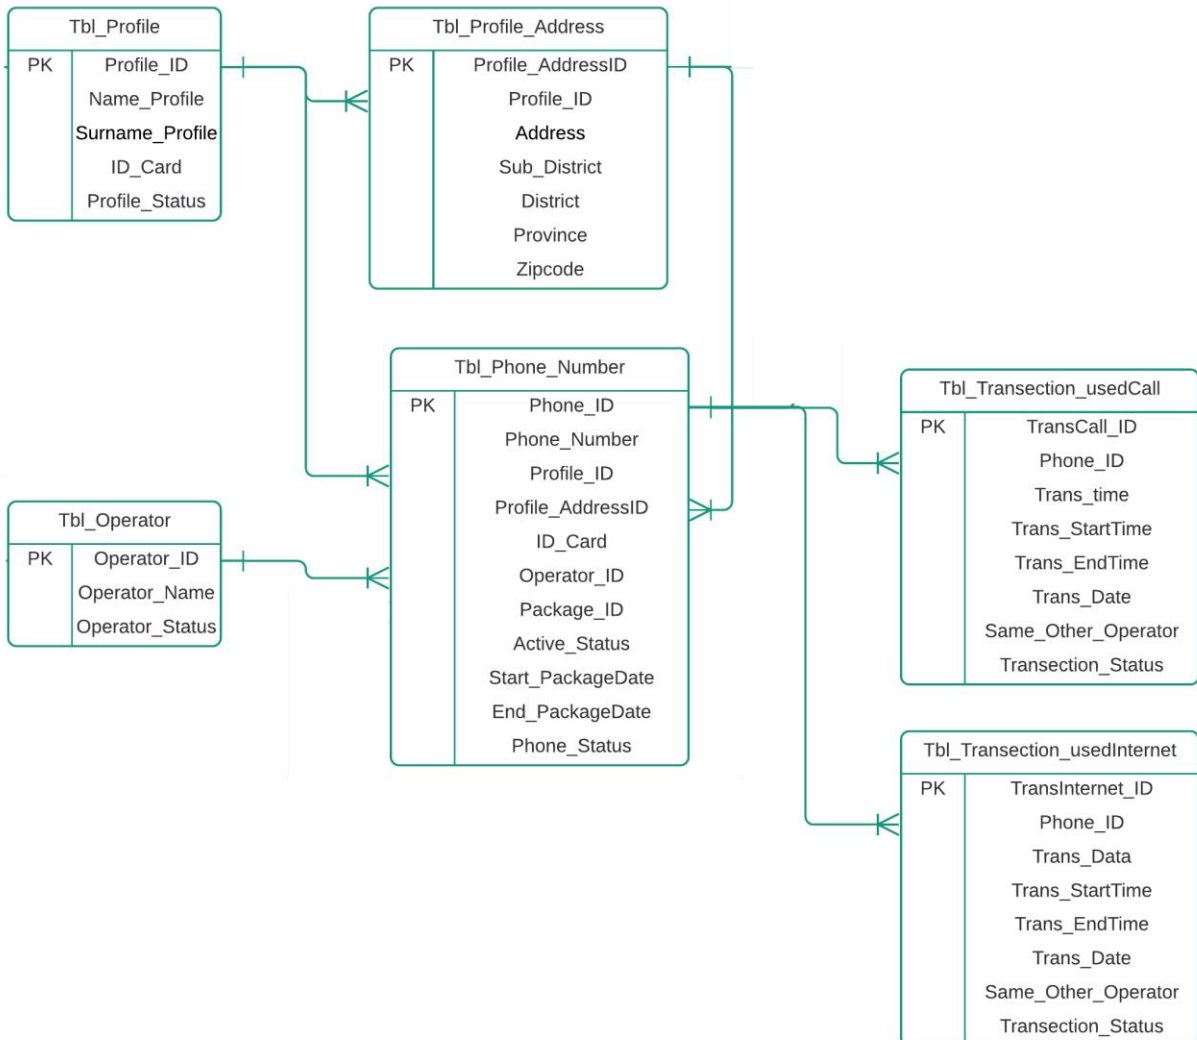 Tbl_Profile
PK Profile_ID
Name_Profile
Surname_Profile
ID_Card
Profile_Status
Tbl_Profile_Address
PK Profile_AddressID
Profile_ID
Address
Sub_District
District
Province
Zipcode
Tbl_Phone_Number
PK Phone_ID
Phone_Number
Profile_ID
Profile_AddressID
ID_Card
Operator_ID
Package_ID
Active_Status
Start_PackageDate
End_PackageDate
Phone_Status
Tbl_Operator
PK Operator_ID
Operator_Name
Operator_Status
Tbl_Transection_usedCall
PK TransCall_ID
Phone_ID
Trans_time
Trans_StartTime
Trans_EndTime
Trans_Date
Same_Other_Operator
Transection_Status
Tbl_Transection_usedInternet
PK TransInternet_ID
Phone_ID
Trans_Data
Trans_StartTime
Trans_EndTime
Trans_Date
Same_Other_Operator
Transection_Status